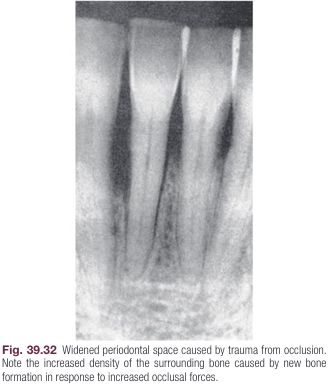 Fig. 39.32 Widened periodontal space caused by trauma from occlusion.
Note the increased density of the surrounding bone caused by new bone
formation in response to increased occlusal forces.